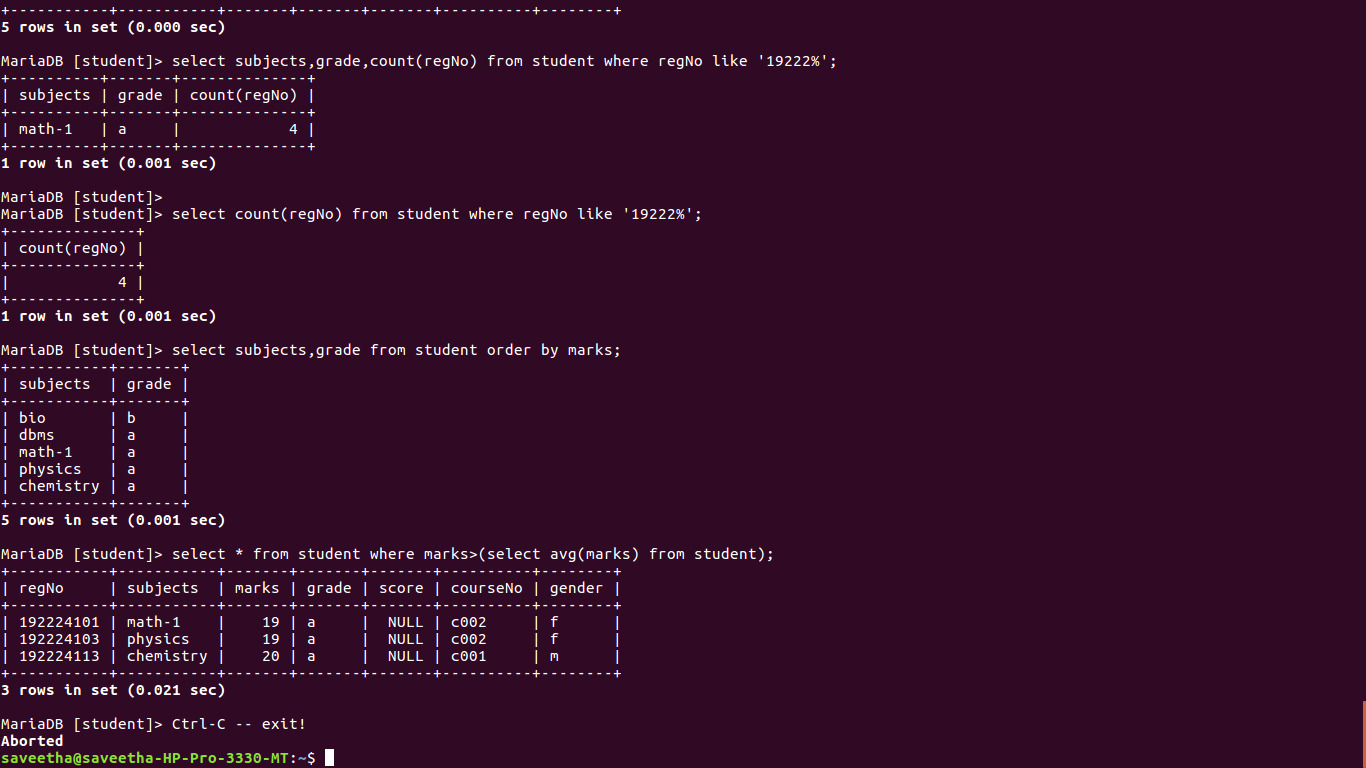 +-----------+-----------+-------+-------+-------+----------+--------+
5 rows in set (0.000 sec)
MariaDB [student]> select subjects,grade,count(regNo) from student where regNo like '19222%';
+----------+-------+--------------+
| subjects | grade | count(regNo) |
+----------+-------+--------------+
| math-1   | a     |            4 |
+----------+-------+--------------+
1 row in set (0.001 sec)
MariaDB [student]>
MariaDB [student]> select count(regNo) from student where regNo like '19222%';
+--------------+
| count(regNo) |
+--------------+
|            4 |
+--------------+
1 row in set (0.001 sec)
MariaDB [student]> select subjects,grade from student order by marks;
+-----------+-------+
| subjects  | grade |
+-----------+-------+
| bio       | b     |
| dbms      | a     |
| math-1    | a     |
| physics   | a     |
| chemistry | a     |
+-----------+-------+
5 rows in set (0.001 sec)
MariaDB [student]> select * from student where marks>(select avg(marks) from student);
+-----------+-----------+-------+-------+-------+----------+--------+
| regNo     | subjects  | marks | grade | score | courseNo | gender |
+-----------+-----------+-------+-------+-------+----------+--------+
| 192224101 | math-1    |    19 | a     |  NULL | c002     | f      |
| 192224103 | physics   |    19 | a     |  NULL | c002     | f      |
| 192224113 | chemistry |    20 | a     |  NULL | c001     | m      |
+-----------+-----------+-------+-------+-------+----------+--------+
3 rows in set (0.021 sec)
MariaDB [student]> Ctrl-C -- exit!
Aborted
saveetha@saveetha-HP-Pro-3330-MT:~$